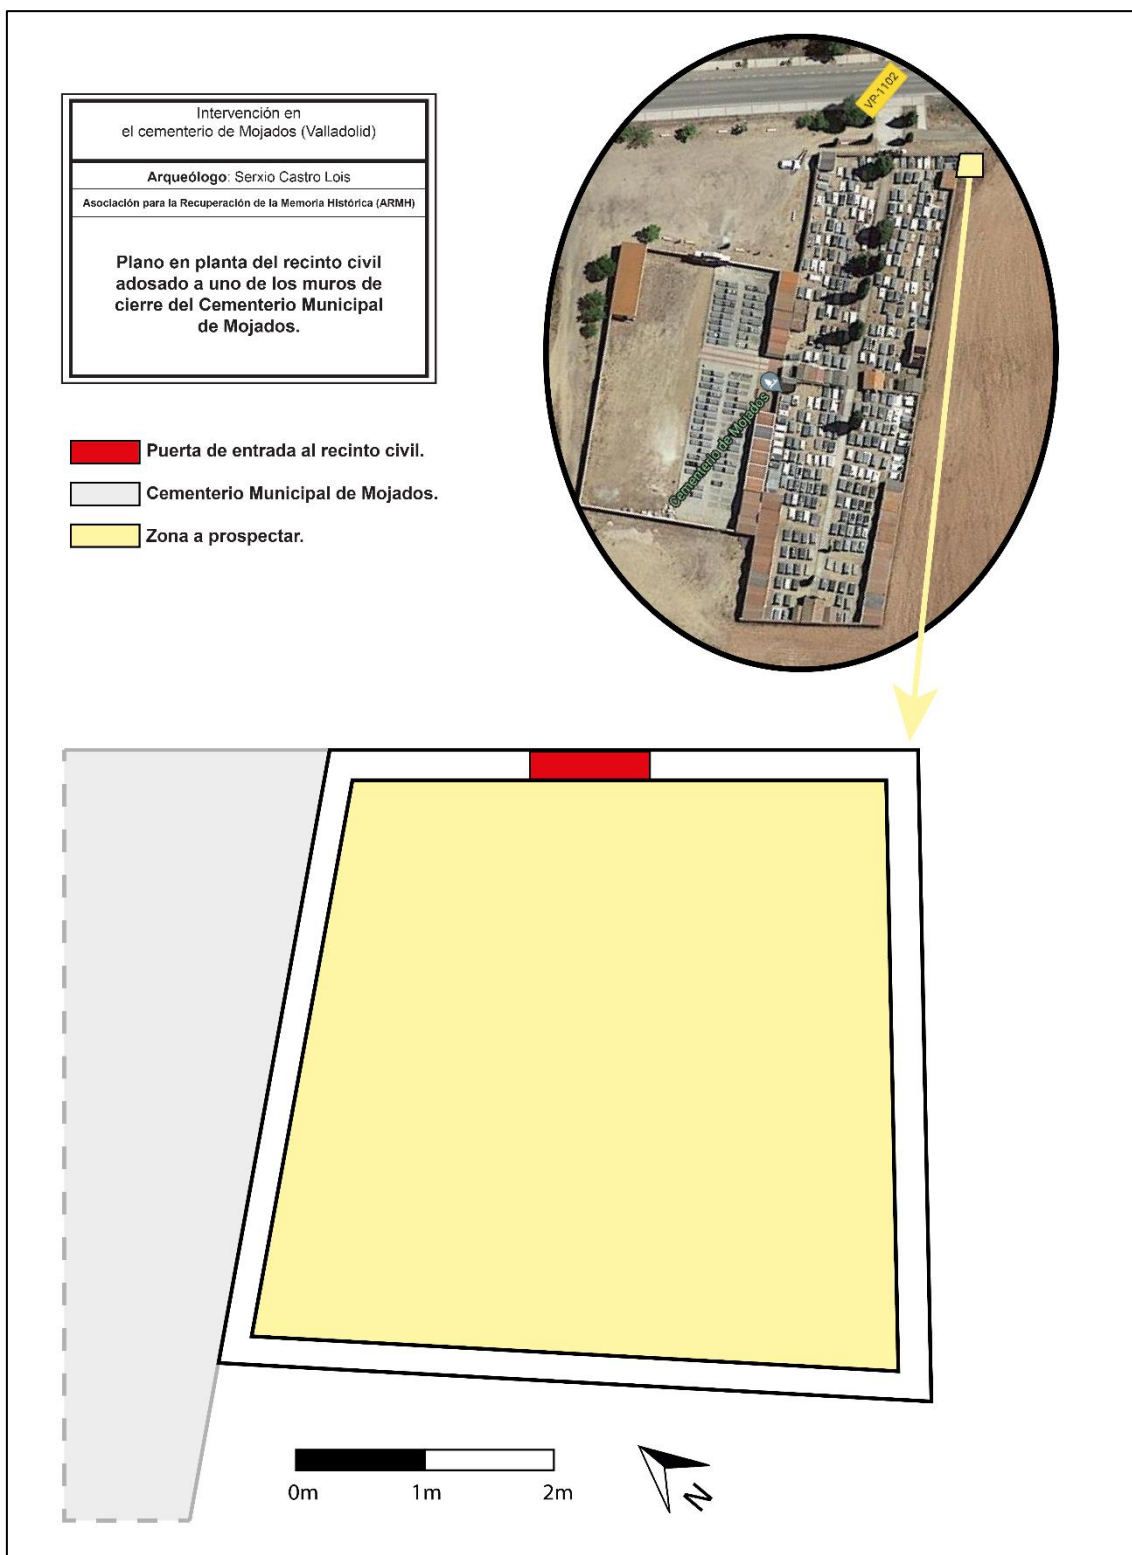 Intervención en
el cementerio de Mojados (Valladolid)
Arqueólogo: Serxio Castro Lois
Asociación para la Recuperación de la Memoria Histórica (ARMH)
Plano en planta del recinto civil
adosado a uno de los muros de
cierre del Cementerio Municipal
de Mojados.
VP-1102
Cementerio de Mojados
Puerta de entrada al recinto civil.
Cementerio Municipal de Mojados.
Zona a prospectar.
0m 1m 2m
N